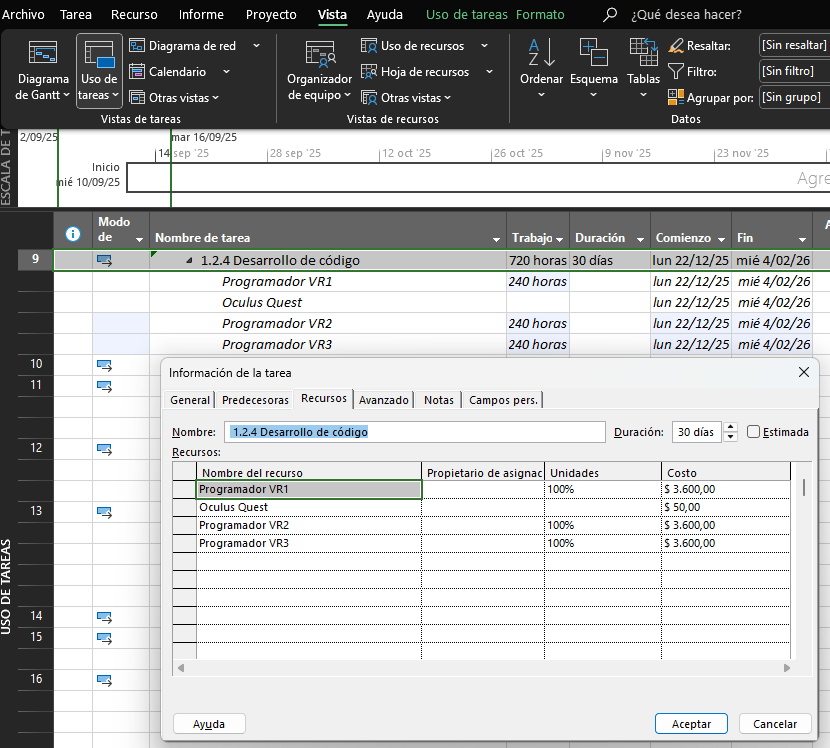 Archivo Tarea Recurso Informe Proyecto Vista Ayuda Uso de tareas Formato ¿Qué desea hacer?
Diagrama de Gantt
Uso de tareas
Diagrama de red
Calendario
Otras vistas
Vistas de tareas
Organizador de equipo
Uso de recursos
Hoja de recursos
Otras vistas
Vistas de recursos
Ordenar Esquema Tablas
Resaltar: [Sin resaltar]
Filtro: [Sin filtro]
Agrupar por: [Sin grupo]
Datos
ESCALA DE T
2/09/25 mar 16/09/25
14 sep '25 28 sep '25 12 oct '25 26 oct '25 9 nov '25 23 nov '25
Inicio
mié 10/09/25
Agre
Modo de Nombre de tarea Trabajo Duración Comienzo Fin A
9 1.2.4 Desarrollo de código 720 horas 30 días lun 22/12/25 mié 4/02/26
Programador VR1 240 horas lun 22/12/25 mié 4/02/26
Oculus Quest lun 22/12/25 mié 4/02/26
Programador VR2 240 horas lun 22/12/25 mié 4/02/26
Programador VR3 240 horas lun 22/12/25 mié 4/02/26
10
11
12
13
14
15
16
USO DE TAREAS
Información de la tarea
General Predecesoras Recursos Avanzado Notas Campos pers.
Nombre: 1.2.4 Desarrollo de código Duración: 30 días Estimada
Recursos:
Nombre del recurso Propietario de asignac Unidades Costo
Programador VR1 100% $ 3.600,00
Oculus Quest $ 50,00
Programador VR2 100% $ 3.600,00
Programador VR3 100% $ 3.600,00
Ayuda Aceptar Cancelar